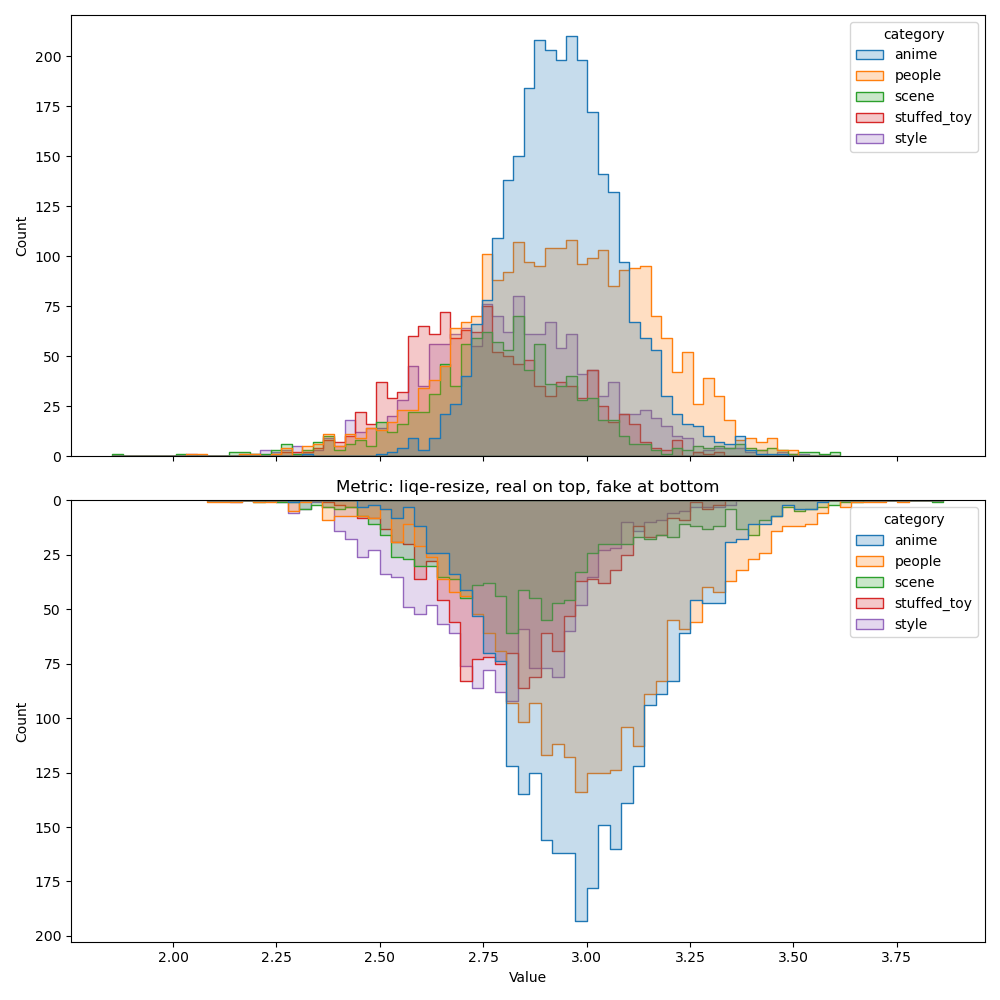 category
anime
people
scene
stuffed_toy
style
200
175
150
125
100
75
50
25
0
Count
Metric: liqe-resize, real on top, fake at bottom
category
anime
people
scene
stuffed_toy
style
0
25
50
75
100
125
150
175
200
Count
2.00 2.25 2.50 2.75 3.00 3.25 3.50 3.75
Value